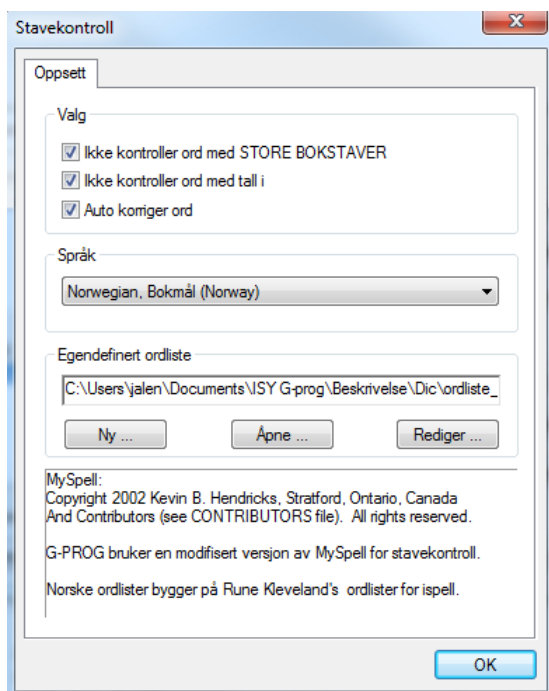 Stavekontroll
Oppsett
Valg
Ikke kontroller ord med STORE BOKSTAVER
Ikke kontroller ord med tall i
Auto korriger ord
Språk
Norwegian, Bokmål (Norway)
Egendefinert ordliste
C:\Users\jalen\Documents\ISY G-prog\Beskrivelse\Dic\ordliste_
Ny ... Åpne ... Rediger ...
MySpell:
Copyright 2002 Kevin B. Hendricks, Stratford, Ontario, Canada
And Contributors (see CONTRIBUTORS file). All rights reserved.
G-PROG bruker en modifisert versjon av MySpell for stavekontroll.
Norske ordlister bygger på Rune Kleveland's ordlister for ispell.
OK